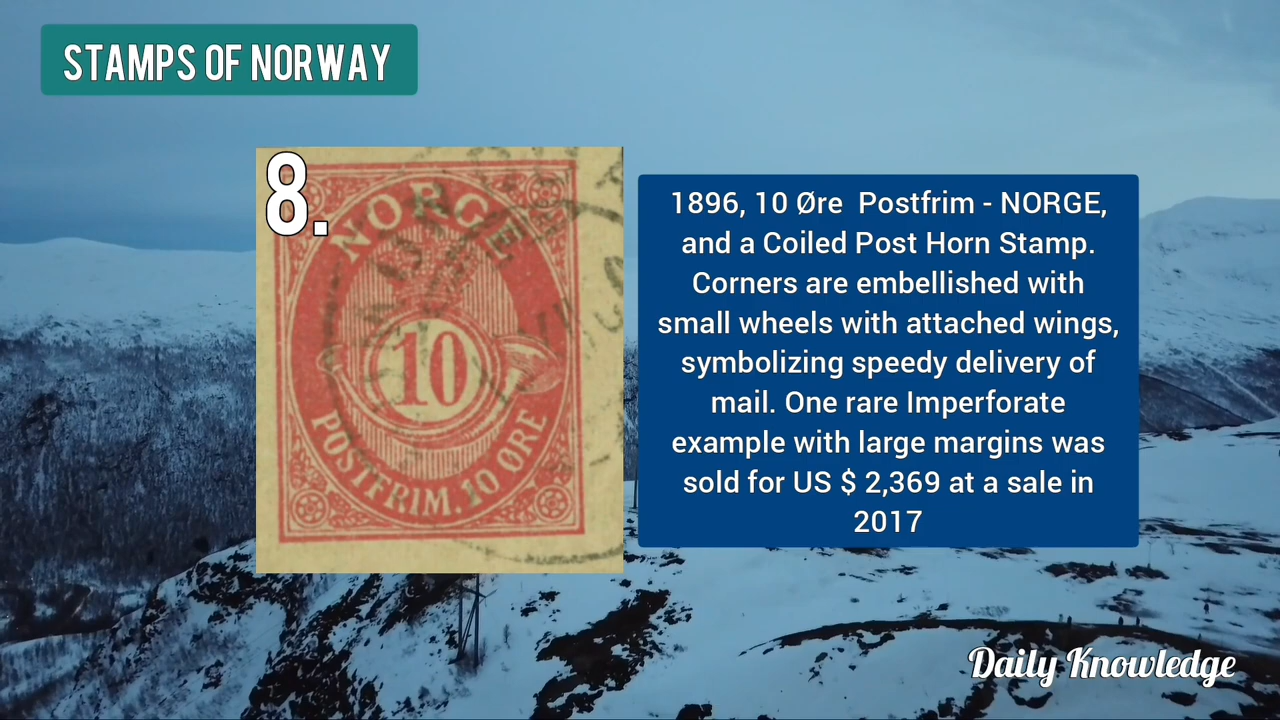 STAMPS OF NORWAY
8.
NORGE
10
POSTFRIM. 10 ØRE
1896, 10 Øre  Postfrim - NORGE,
and a Coiled Post Horn Stamp.
Corners are embellished with
small wheels with attached wings,
symbolizing speedy delivery of
mail. One rare Imperforate
example with large margins was
sold for US $ 2,369 at a sale in
2017
Daily Knowledge